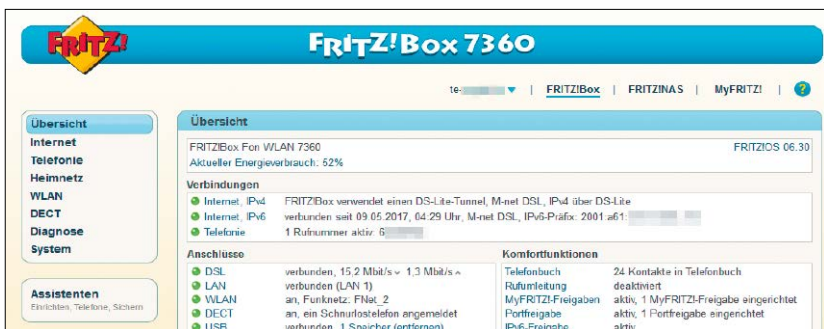 FRITZ!
FRITZ!Box 7360
te- | FRITZ!Box | FRITZ!NAS | MyFRITZ! | ?
Übersicht
Internet
Telefonie
Heimnetz
WLAN
DECT
Diagnose
System
Assistenten
Einrichten, Telefone, Sichern
Übersicht
FRITZ!Box Fon WLAN 7360 FRITZ!OS 06.30
Aktueller Energieverbrauch: 52%
Verbindungen
Internet, IPv4 FRITZ!Box verwendet einen DS-Lite-Tunnel, M-net DSL, IPv4 über DS-Lite
Internet, IPv6 verbunden seit 09.05.2017, 04:29 Uhr, M-net DSL, IPv6-Präfix: 2001:a61:
Telefonie 1 Rufnummer aktiv: 6
Anschlüsse
DSL verbunden, 15,2 Mbit/s 1,3 Mbit/s
LAN verbunden (LAN 1)
WLAN an, Funknetz: FNet_2
DECT an, ein Schnurlostelefon angemeldet
USB verbunden, 1 Speicher (entfernen)
Komfortfunktionen
Telefonbuch 24 Kontakte in Telefonbuch
Rufumleitung deaktiviert
MyFRITZ!-Freigaben aktiv, 1 MyFRITZ!-Freigabe eingerichtet
Portfreigabe aktiv, 1 Portfreigabe eingerichtet
IPv6-Freigabe aktiv